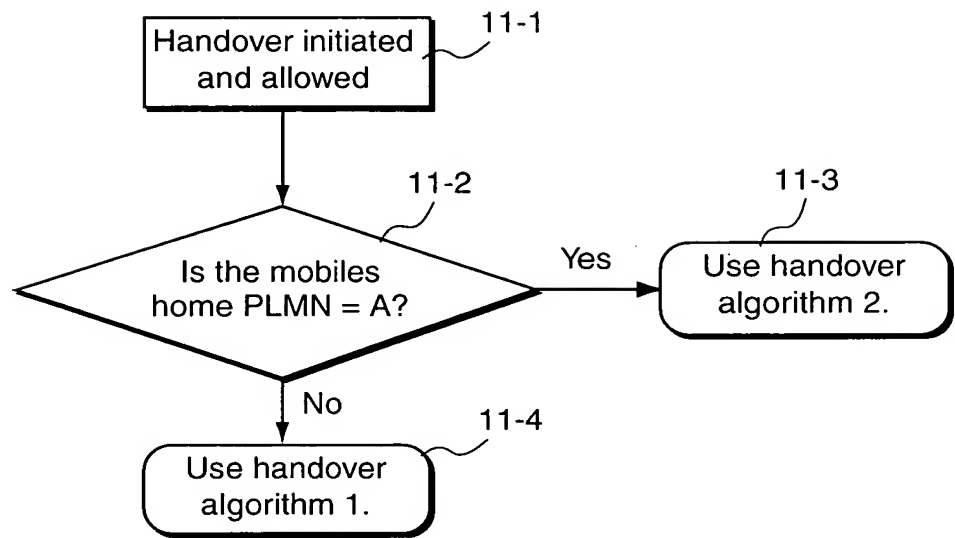 Handover initiated
and allowed
11-1
11-2
Is the mobiles
home PLMN = A?
Yes
11-3
Use handover
algorithm 2.
No
11-4
Use handover
algorithm 1.